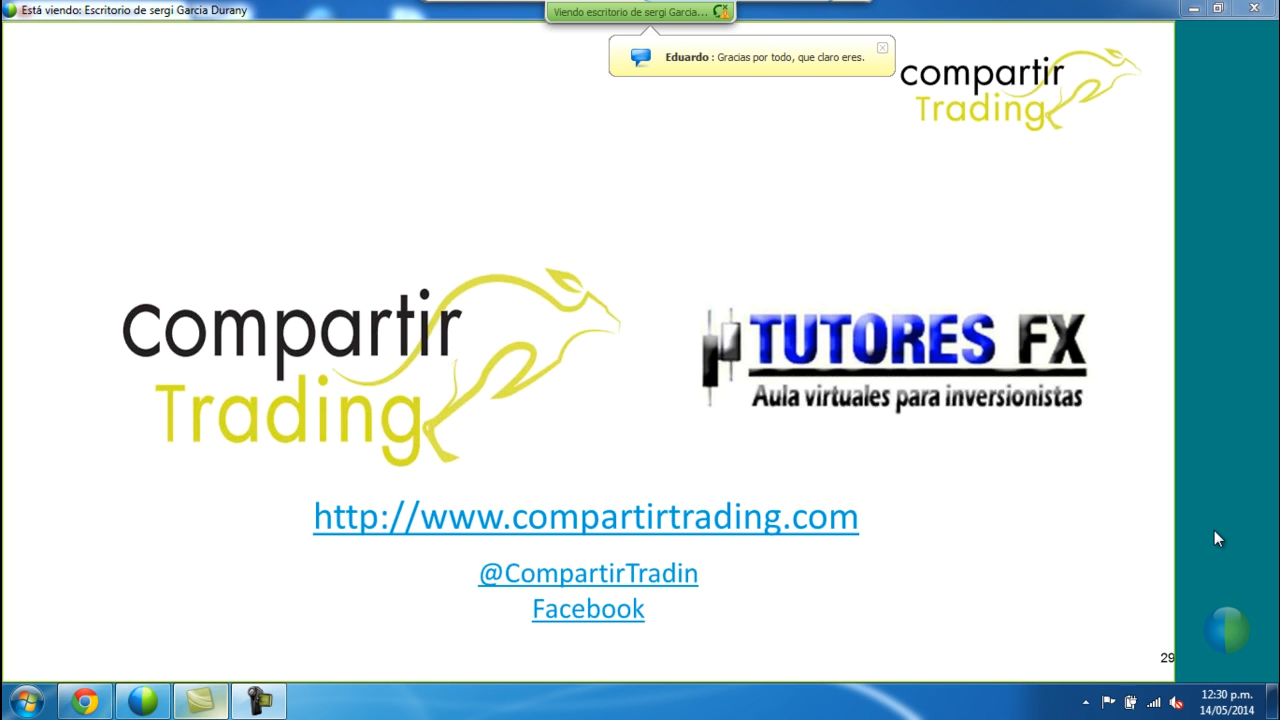 Está viendo: Escritorio de sergi Garcia Durany
Viendo escritorio de sergi Garcia...
Eduardo : Gracias por todo, que claro eres.
compartir
Trading
Compartir
Trading
TUTORES FX
Aula virtuales para inversionistas
http://www.compartirtrading.com
@CompartirTradin
Facebook
29
12:30 p.m.
14/05/2014